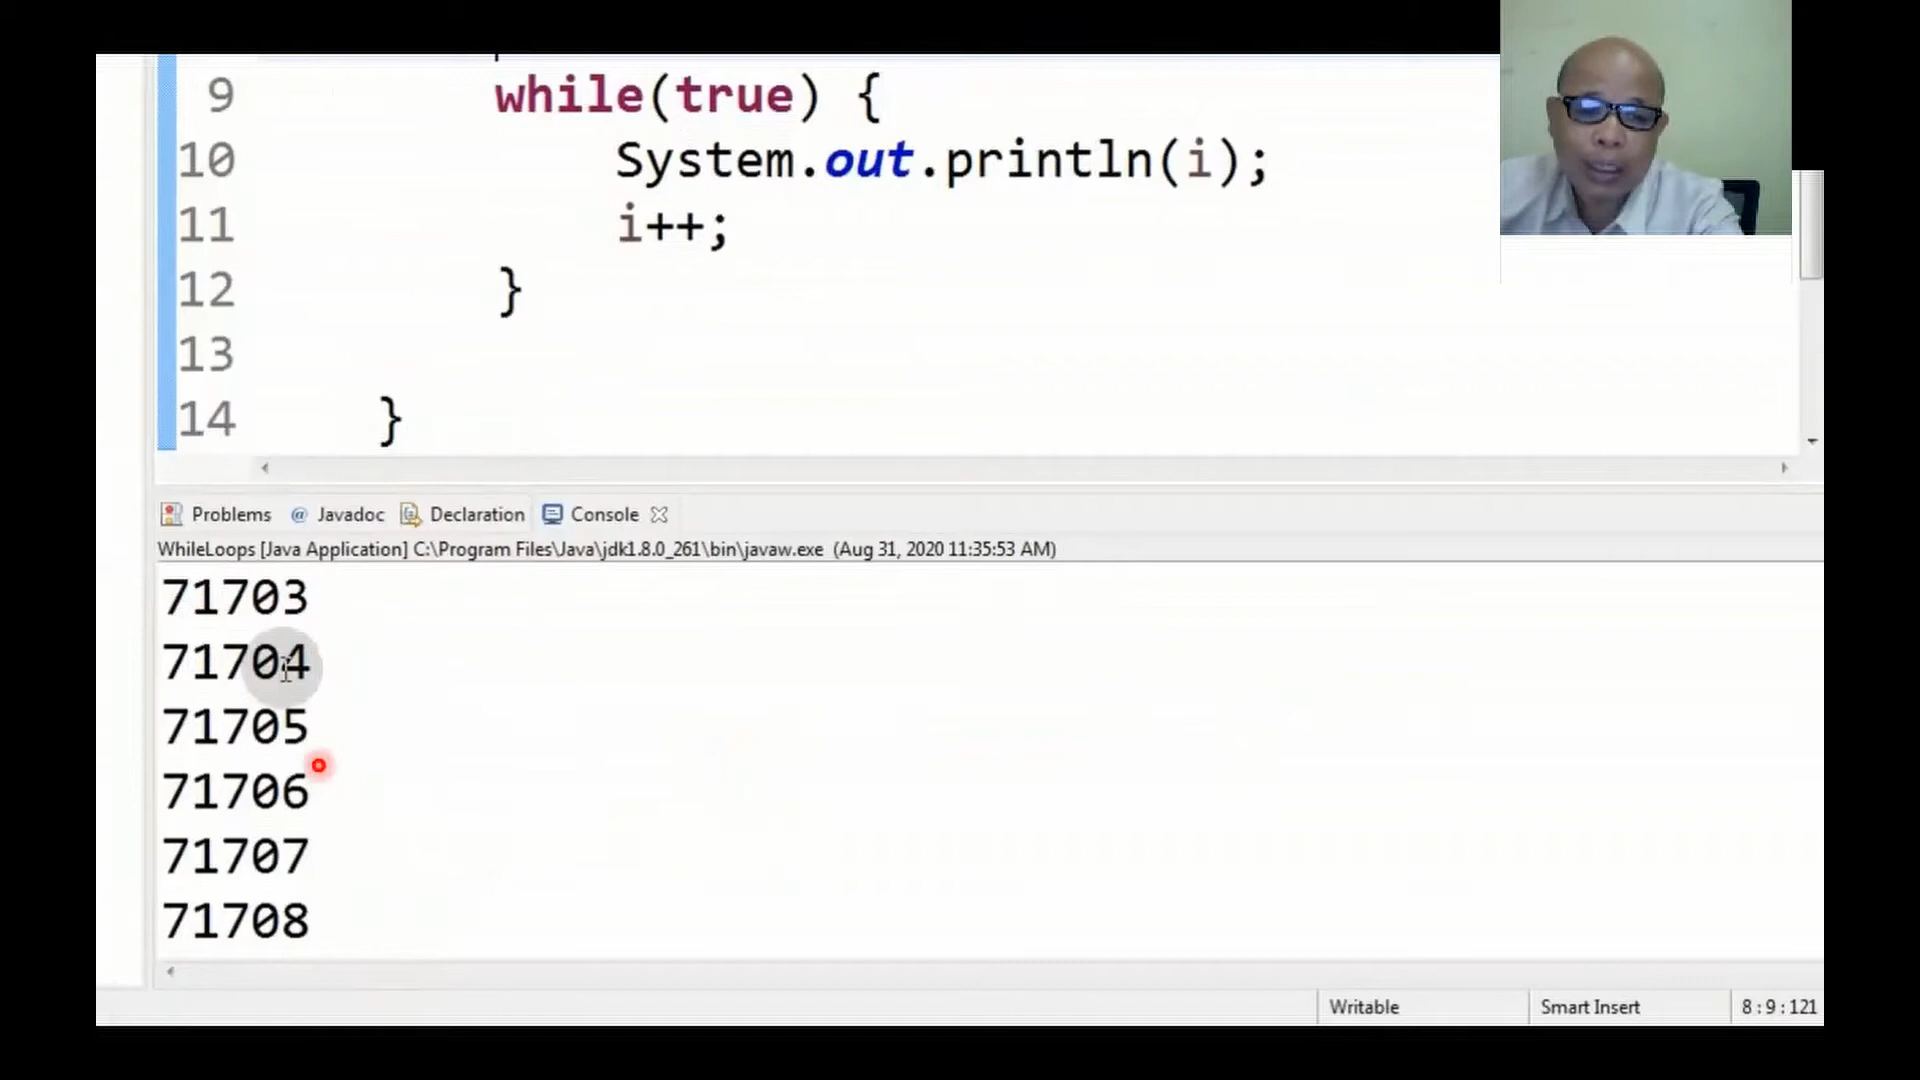 9 while(true) {
10 System.out.println(i);
11 i++;
12 }
13
14 }
Problems @ Javadoc Declaration Console
WhileLoops [Java Application] C:\Program Files\Java\jdk1.8.0_261\bin\javaw.exe (Aug 31, 2020 11:35:53 AM)
71703
71704
71705
71706
71707
71708
Writable Smart Insert 8 : 9 : 121